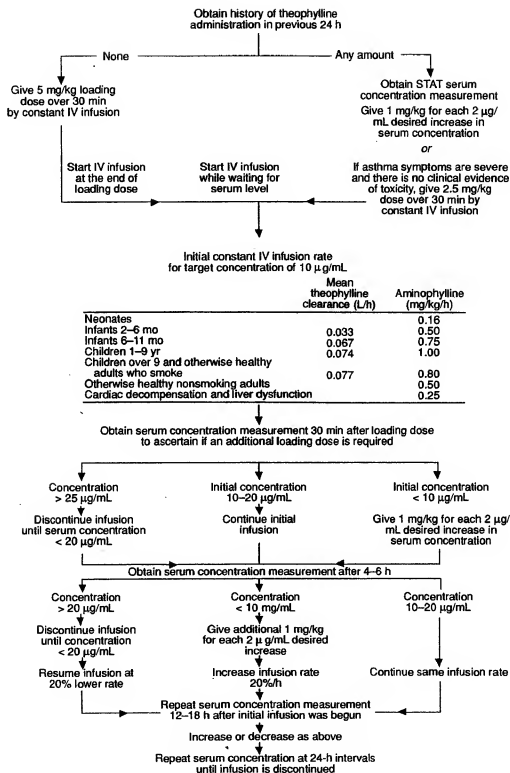 Obtain history of theophylline
administration in previous 24 h
None
Any amount
Give 5 mg/kg loading
dose over 30 min
by constant IV infusion
Obtain STAT serum
concentration measurement
Give 1 mg/kg for each 2 μg/
mL desired increase in
serum concentration
or
If asthma symptoms are severe
and there is no clinical evidence
of toxicity, give 2.5 mg/kg
dose over 30 min by
constant IV infusion
Start IV infusion
at the end of
loading dose
Start IV infusion
while waiting for
serum level
Initial constant IV infusion rate
for target concentration of 10 μg/mL
Mean
theophylline
clearance (L/h)
Aminophylline
(mg/kg/h)
Neonates 0.16
Infants 2–6 mo 0.033 0.50
Infants 6–11 mo 0.067 0.75
Children 1–9 yr 0.074 1.00
Children over 9 and otherwise healthy
adults who smoke 0.077 0.80
Otherwise healthy nonsmoking adults 0.50
Cardiac decompensation and liver dysfunction 0.25
Obtain serum concentration measurement 30 min after loading dose
to ascertain if an additional loading dose is required
Concentration
> 25 μg/mL
Discontinue infusion
until serum concentration
< 20 μg/mL
Initial concentration
10–20 μg/mL
Continue initial
infusion
Initial concentration
< 10 μg/mL
Give 1 mg/kg for each 2 μg/
mL desired increase in
serum concentration
Obtain serum concentration measurement after 4–6 h
Concentration
> 20 μg/mL
Discontinue infusion
until concentration
< 20 μg/mL
Resume infusion at
20% lower rate
Concentration
< 10 mg/mL
Give additional 1 mg/kg
for each 2 μ g/mL desired
increase
Increase infusion rate
20%/h
Concentration
10–20 μg/mL
Continue same infusion rate
Repeat serum concentration measurement
12–18 h after initial infusion was begun
Increase or decrease as above
Repeat serum concentration at 24-h intervals
until infusion is discontinued